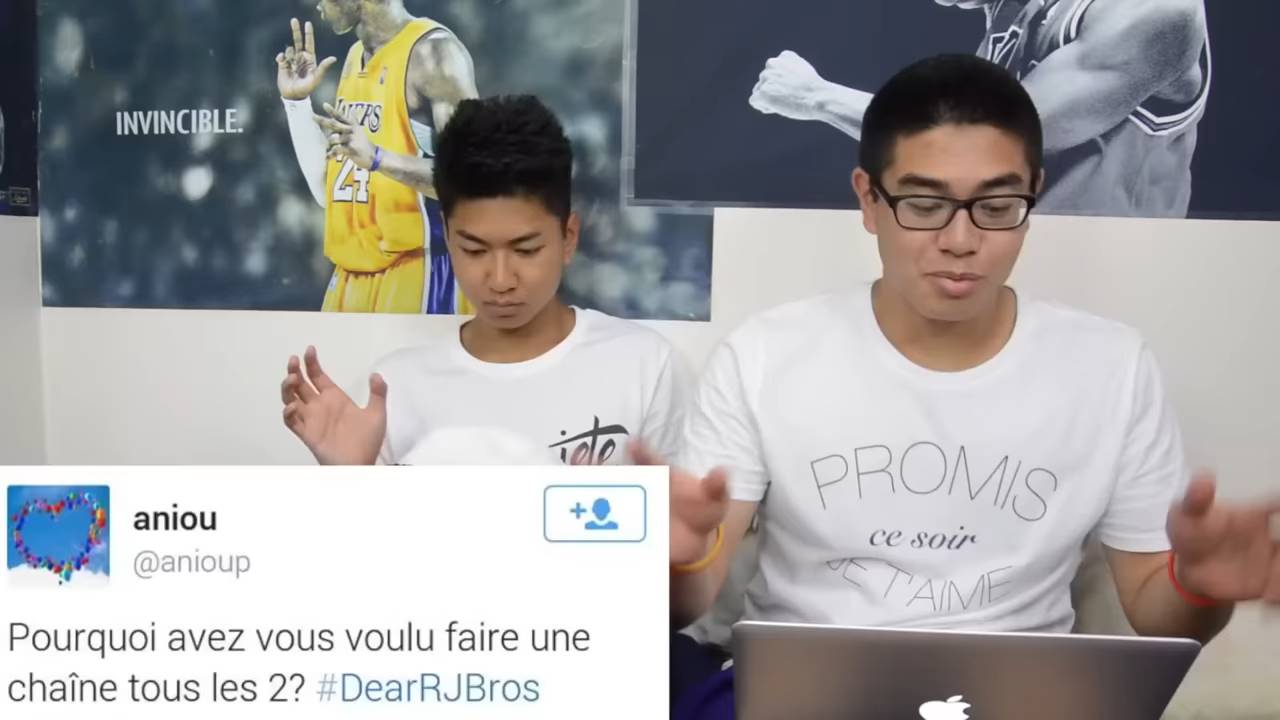 INVINCIBLE.
LAKERS
24
jete
PROMIS
ce soir
JE T'AIME
aniou
@anioup
Pourquoi avez vous voulu faire une
chaîne tous les 2? #DearRJBros